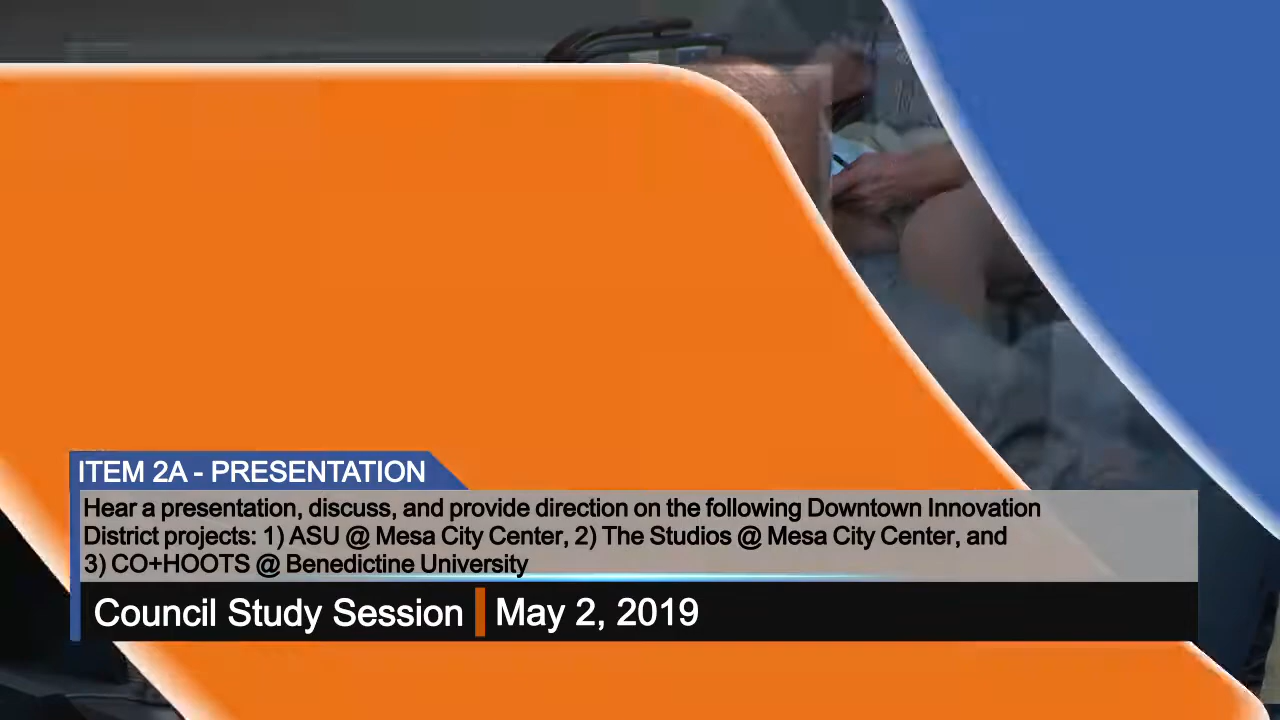 ITEM 2A - PRESENTATION
Hear a presentation, discuss, and provide direction on the following Downtown Innovation
District projects: 1) ASU @ Mesa City Center, 2) The Studios @ Mesa City Center, and
3) CO+HOOTS @ Benedictine University
Council Study Session May 2, 2019